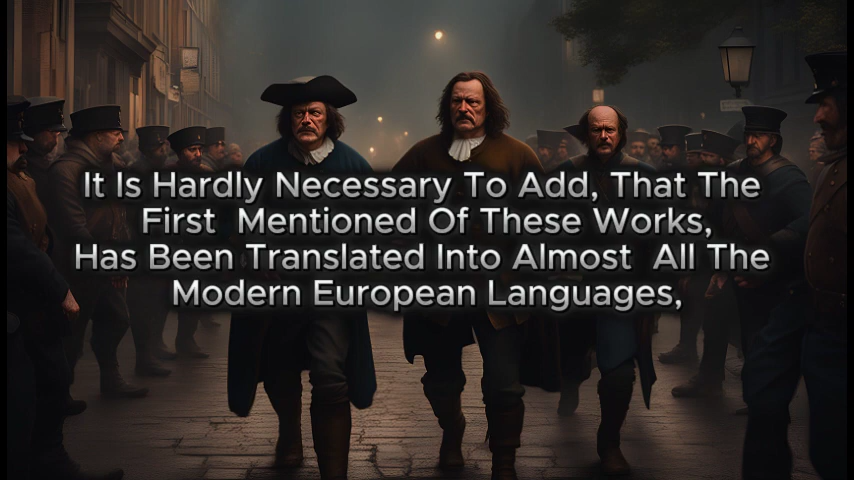 It Is Hardly Necessary To Add, That The
First  Mentioned Of These Works,
Has Been Translated Into Almost  All The
Modern European Languages,